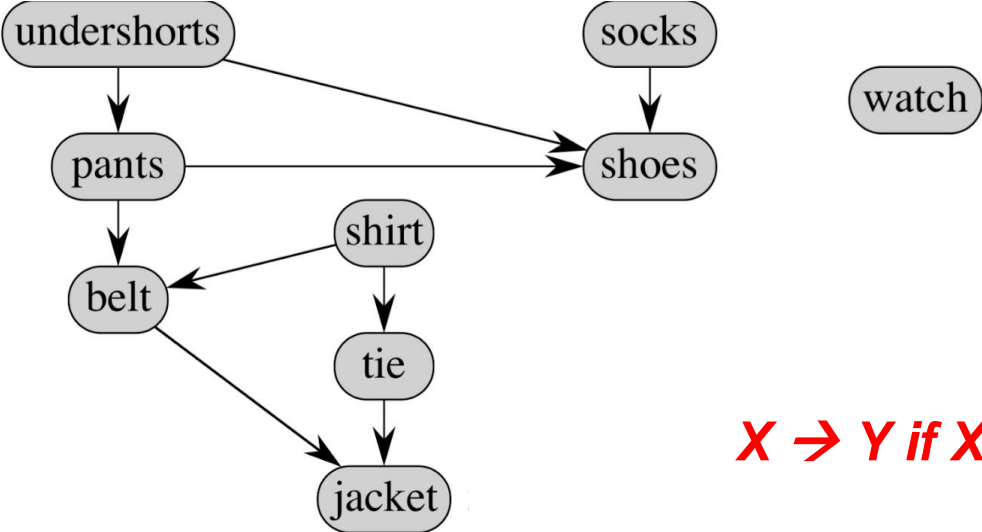 undershorts
socks
watch
pants
shoes
shirt
belt
tie
X → Y if X
jacket